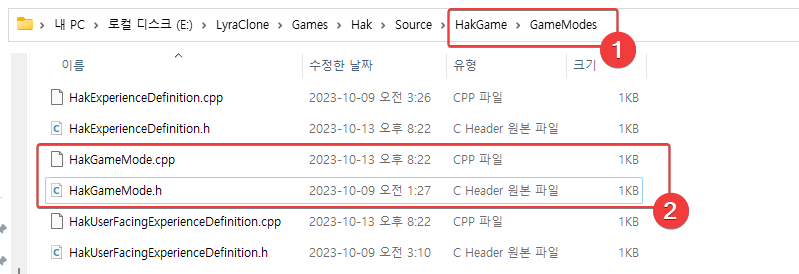 내 PC > 로컬 디스크 (E:) > LyraClone > Games > Hak > Source > HakGame > GameModes
1
이름 수정한 날짜 유형 크기
HakExperienceDefinition.cpp 2023-10-09 오전 3:26 CPP 파일 1KB
HakExperienceDefinition.h 2023-10-13 오후 8:22 C Header 원본 파일 1KB
HakGameMode.cpp 2023-10-13 오후 8:22 CPP 파일 1KB
HakGameMode.h 2023-10-09 오전 1:27 C Header 원본 파일 1KB
2
HakUserFacingExperienceDefinition.cpp 2023-10-13 오후 8:22 CPP 파일 1KB
HakUserFacingExperienceDefinition.h 2023-10-09 오전 3:10 C Header 원본 파일 1KB